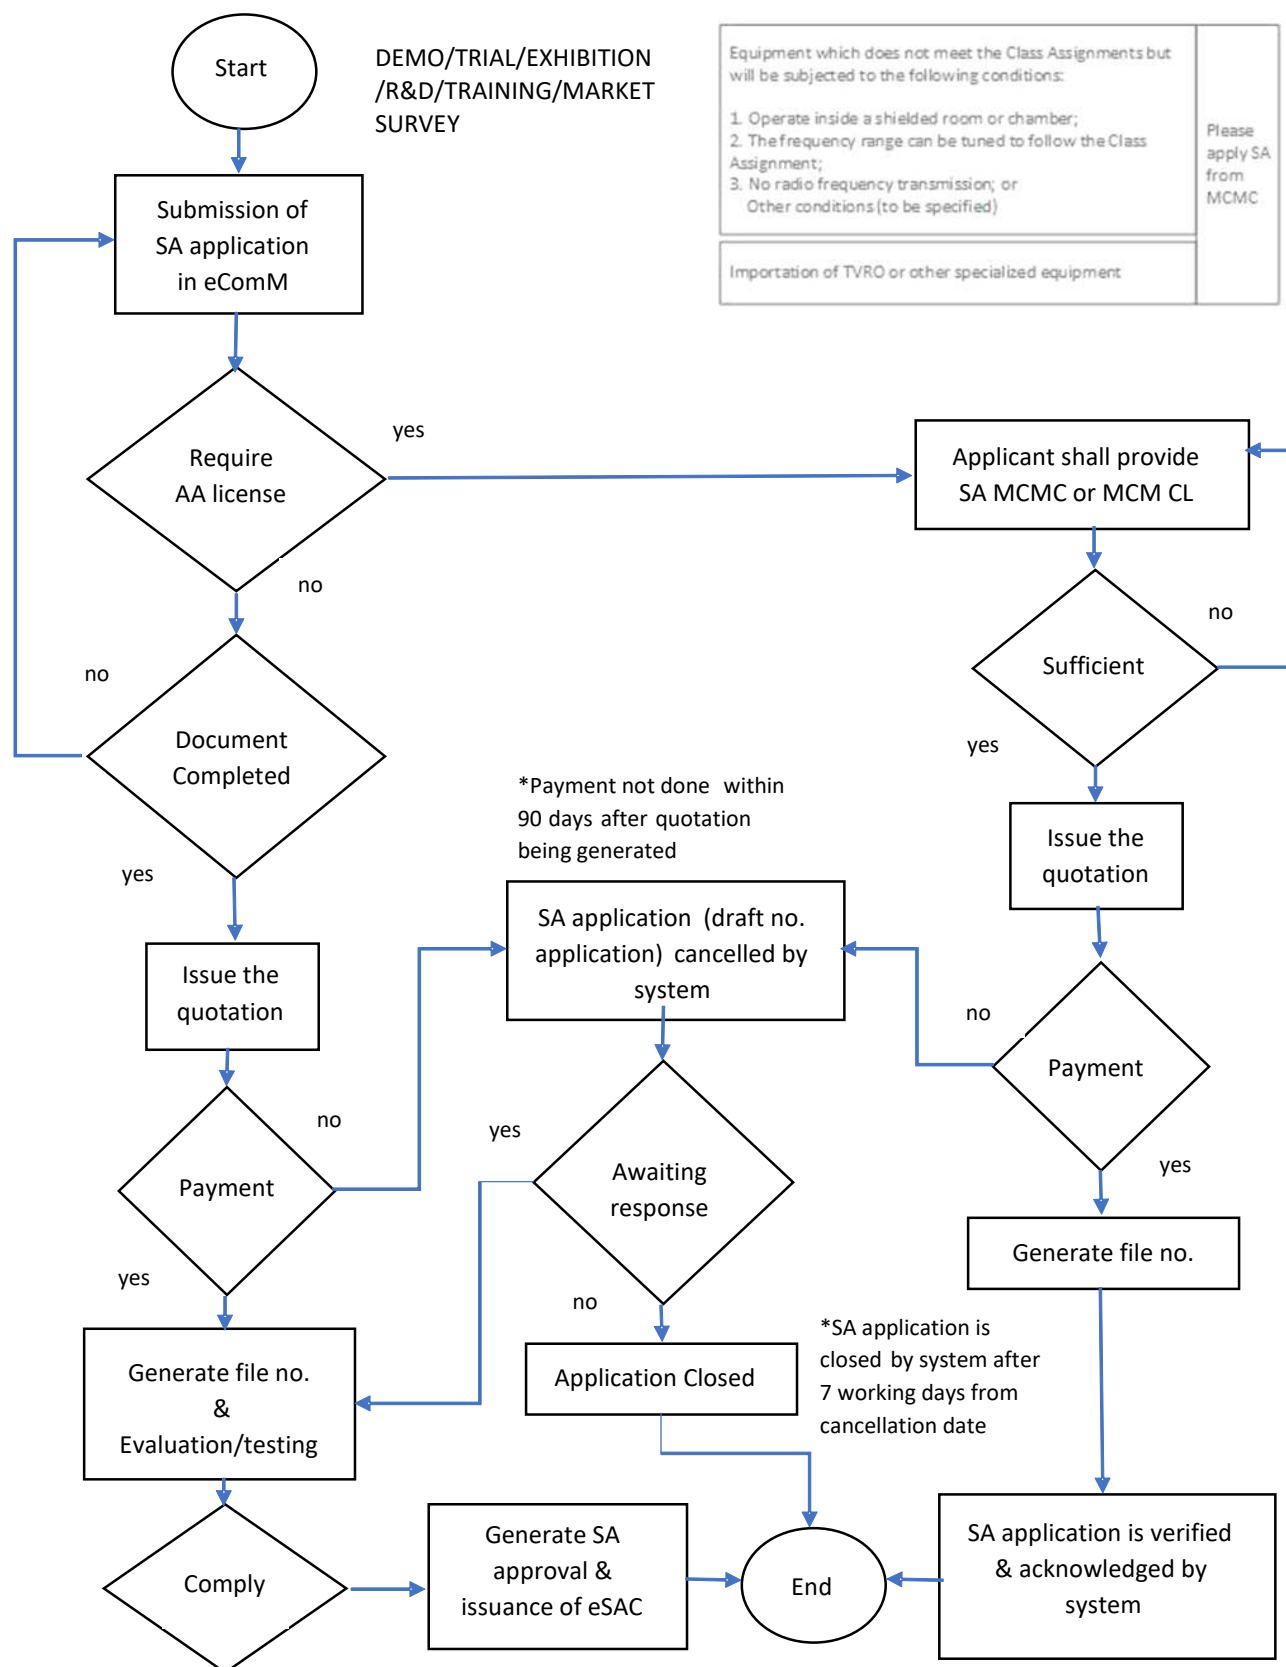 Start
DEMO/TRIAL/EXHIBITION
/R&D/TRAINING/MARKET
SURVEY
Equipment which does not meet the Class Assignments but
will be subjected to the following conditions:
1. Operate inside a shielded room or chamber;
2. The frequency range can be tuned to follow the Class
Assignment;
3. No radio frequency transmission; or
Other conditions (to be specified)
Please
apply SA
from
MCMC
Importation of TVRO or other specialized equipment
Submission of
SA application
in eComM
yes
Require
AA license
Applicant shall provide
SA MCMC or MCM CL
no
no
no
Sufficient
Document
Completed
yes
*Payment not done within
90 days after quotation
being generated
Issue the
quotation
yes
SA application (draft no.
application) cancelled by
system
Issue the
quotation
no
Payment
no
yes
Awaiting
response
Payment
yes
Generate file no.
yes
no
*SA application is
closed by system after
7 working days from
cancellation date
Application Closed
Generate file no.
&
Evaluation/testing
Generate SA
approval &
issuance of eSAC
SA application is verified
& acknowledged by
system
Comply
End